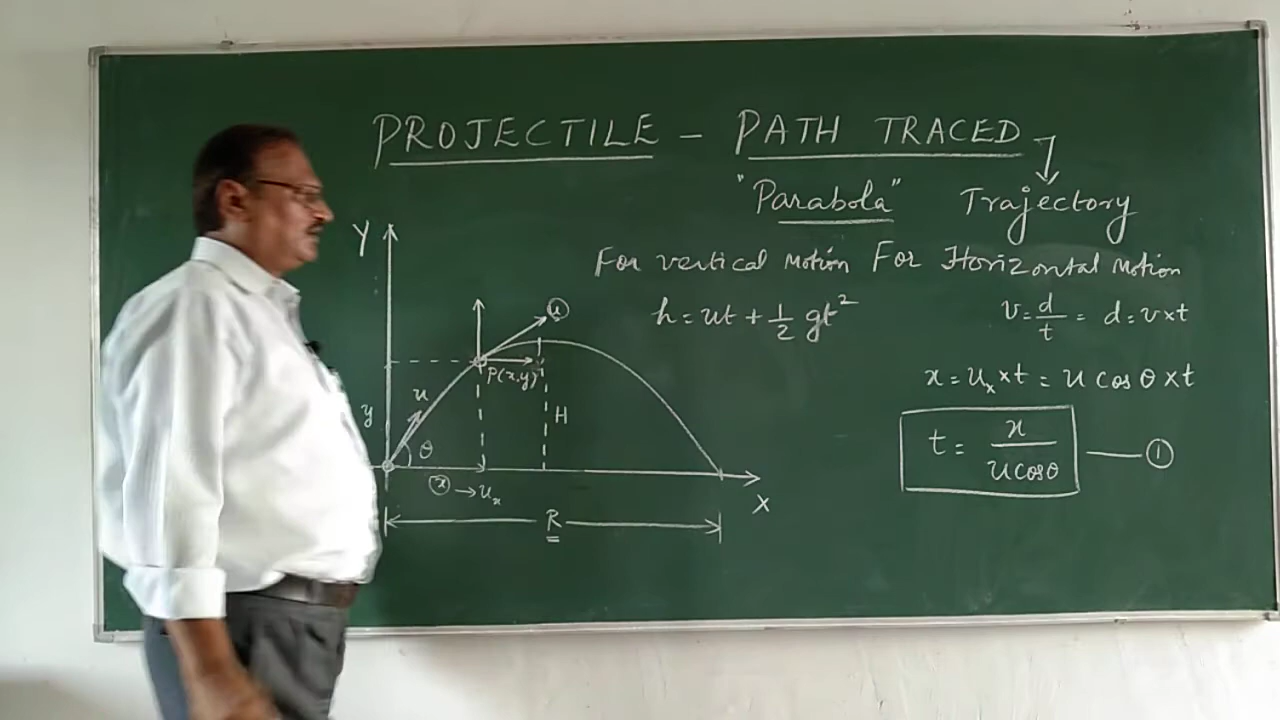 PROJECTILE - PATH TRACED
"Parabola" Trajectory
For vertical Motion For Horizontal Motion
h = ut + 1/2 gt²
v = d/t = d = v × t
x = uₓ × t = u cos θ × t
t = x / u cosθ —— ①
Y
u
P(x,y)
u
y
θ
H
x → uₓ
X
R